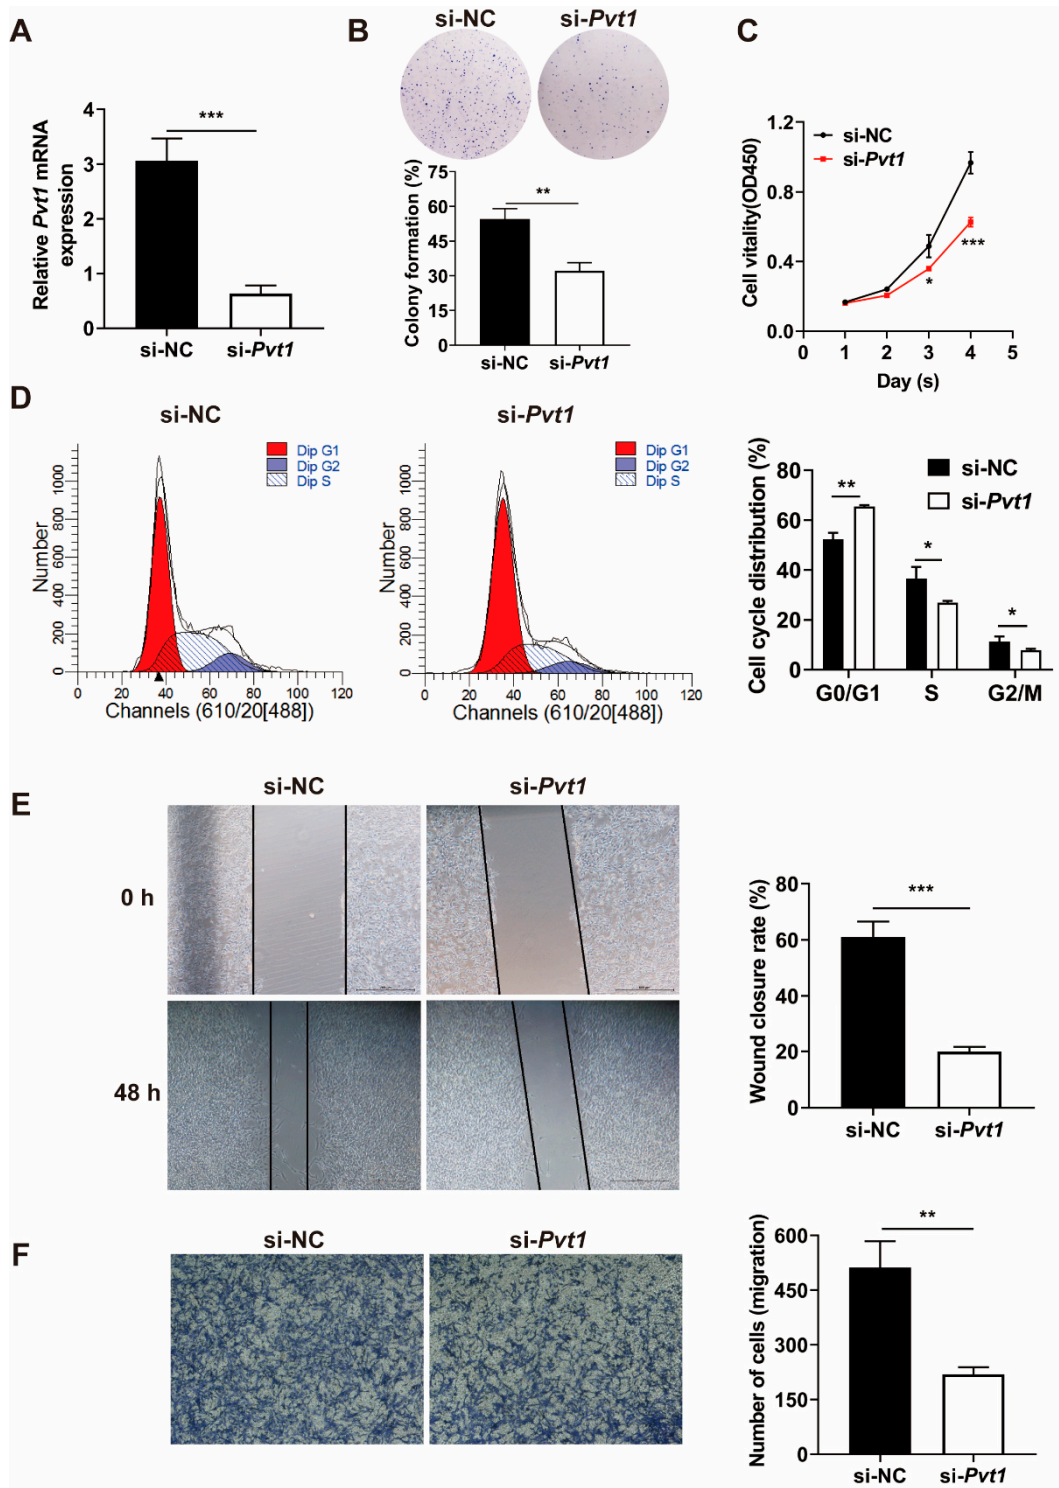 A
Relative Pvt1 mRNA
expression
4
3
2
1
0
***
si-NC
si-Pvt1
B
si-NC
si-Pvt1
Colony formation (%)
75
60
45
30
15
0
**
si-NC
si-Pvt1
C
Cell vitality(OD450)
1.2
0.8
0.4
0.0
si-NC
si-Pvt1
*
***
0 1 2 3 4 5
Day (s)
D
si-NC
Number
0 200 400 600 800 1000
Dip G1
Dip G2
Dip S
0 20 40 60 80 100 120
Channels (610/20[488])
si-Pvt1
Number
0 200 400 600 800 1000
Dip G1
Dip G2
Dip S
0 20 40 60 80 100 120
Channels (610/20[488])
Cell cycle distribution (%)
80
60
40
20
0
si-NC
si-Pvt1
**
*
*
G0/G1 S G2/M
E
si-NC
si-Pvt1
0 h
48 h
Wound closure rate (%)
80
60
40
20
0
***
si-NC
si-Pvt1
F
si-NC
si-Pvt1
Number of cells (migration)
600
450
300
150
0
**
si-NC
si-Pvt1